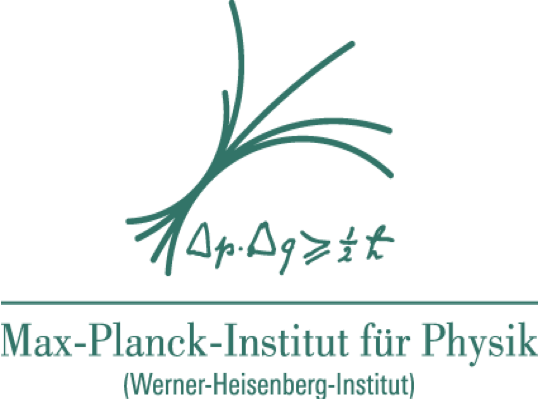 Δp·Δq ≥ ½ ħ
Max-Planck-Institut für Physik
(Werner-Heisenberg-Institut)